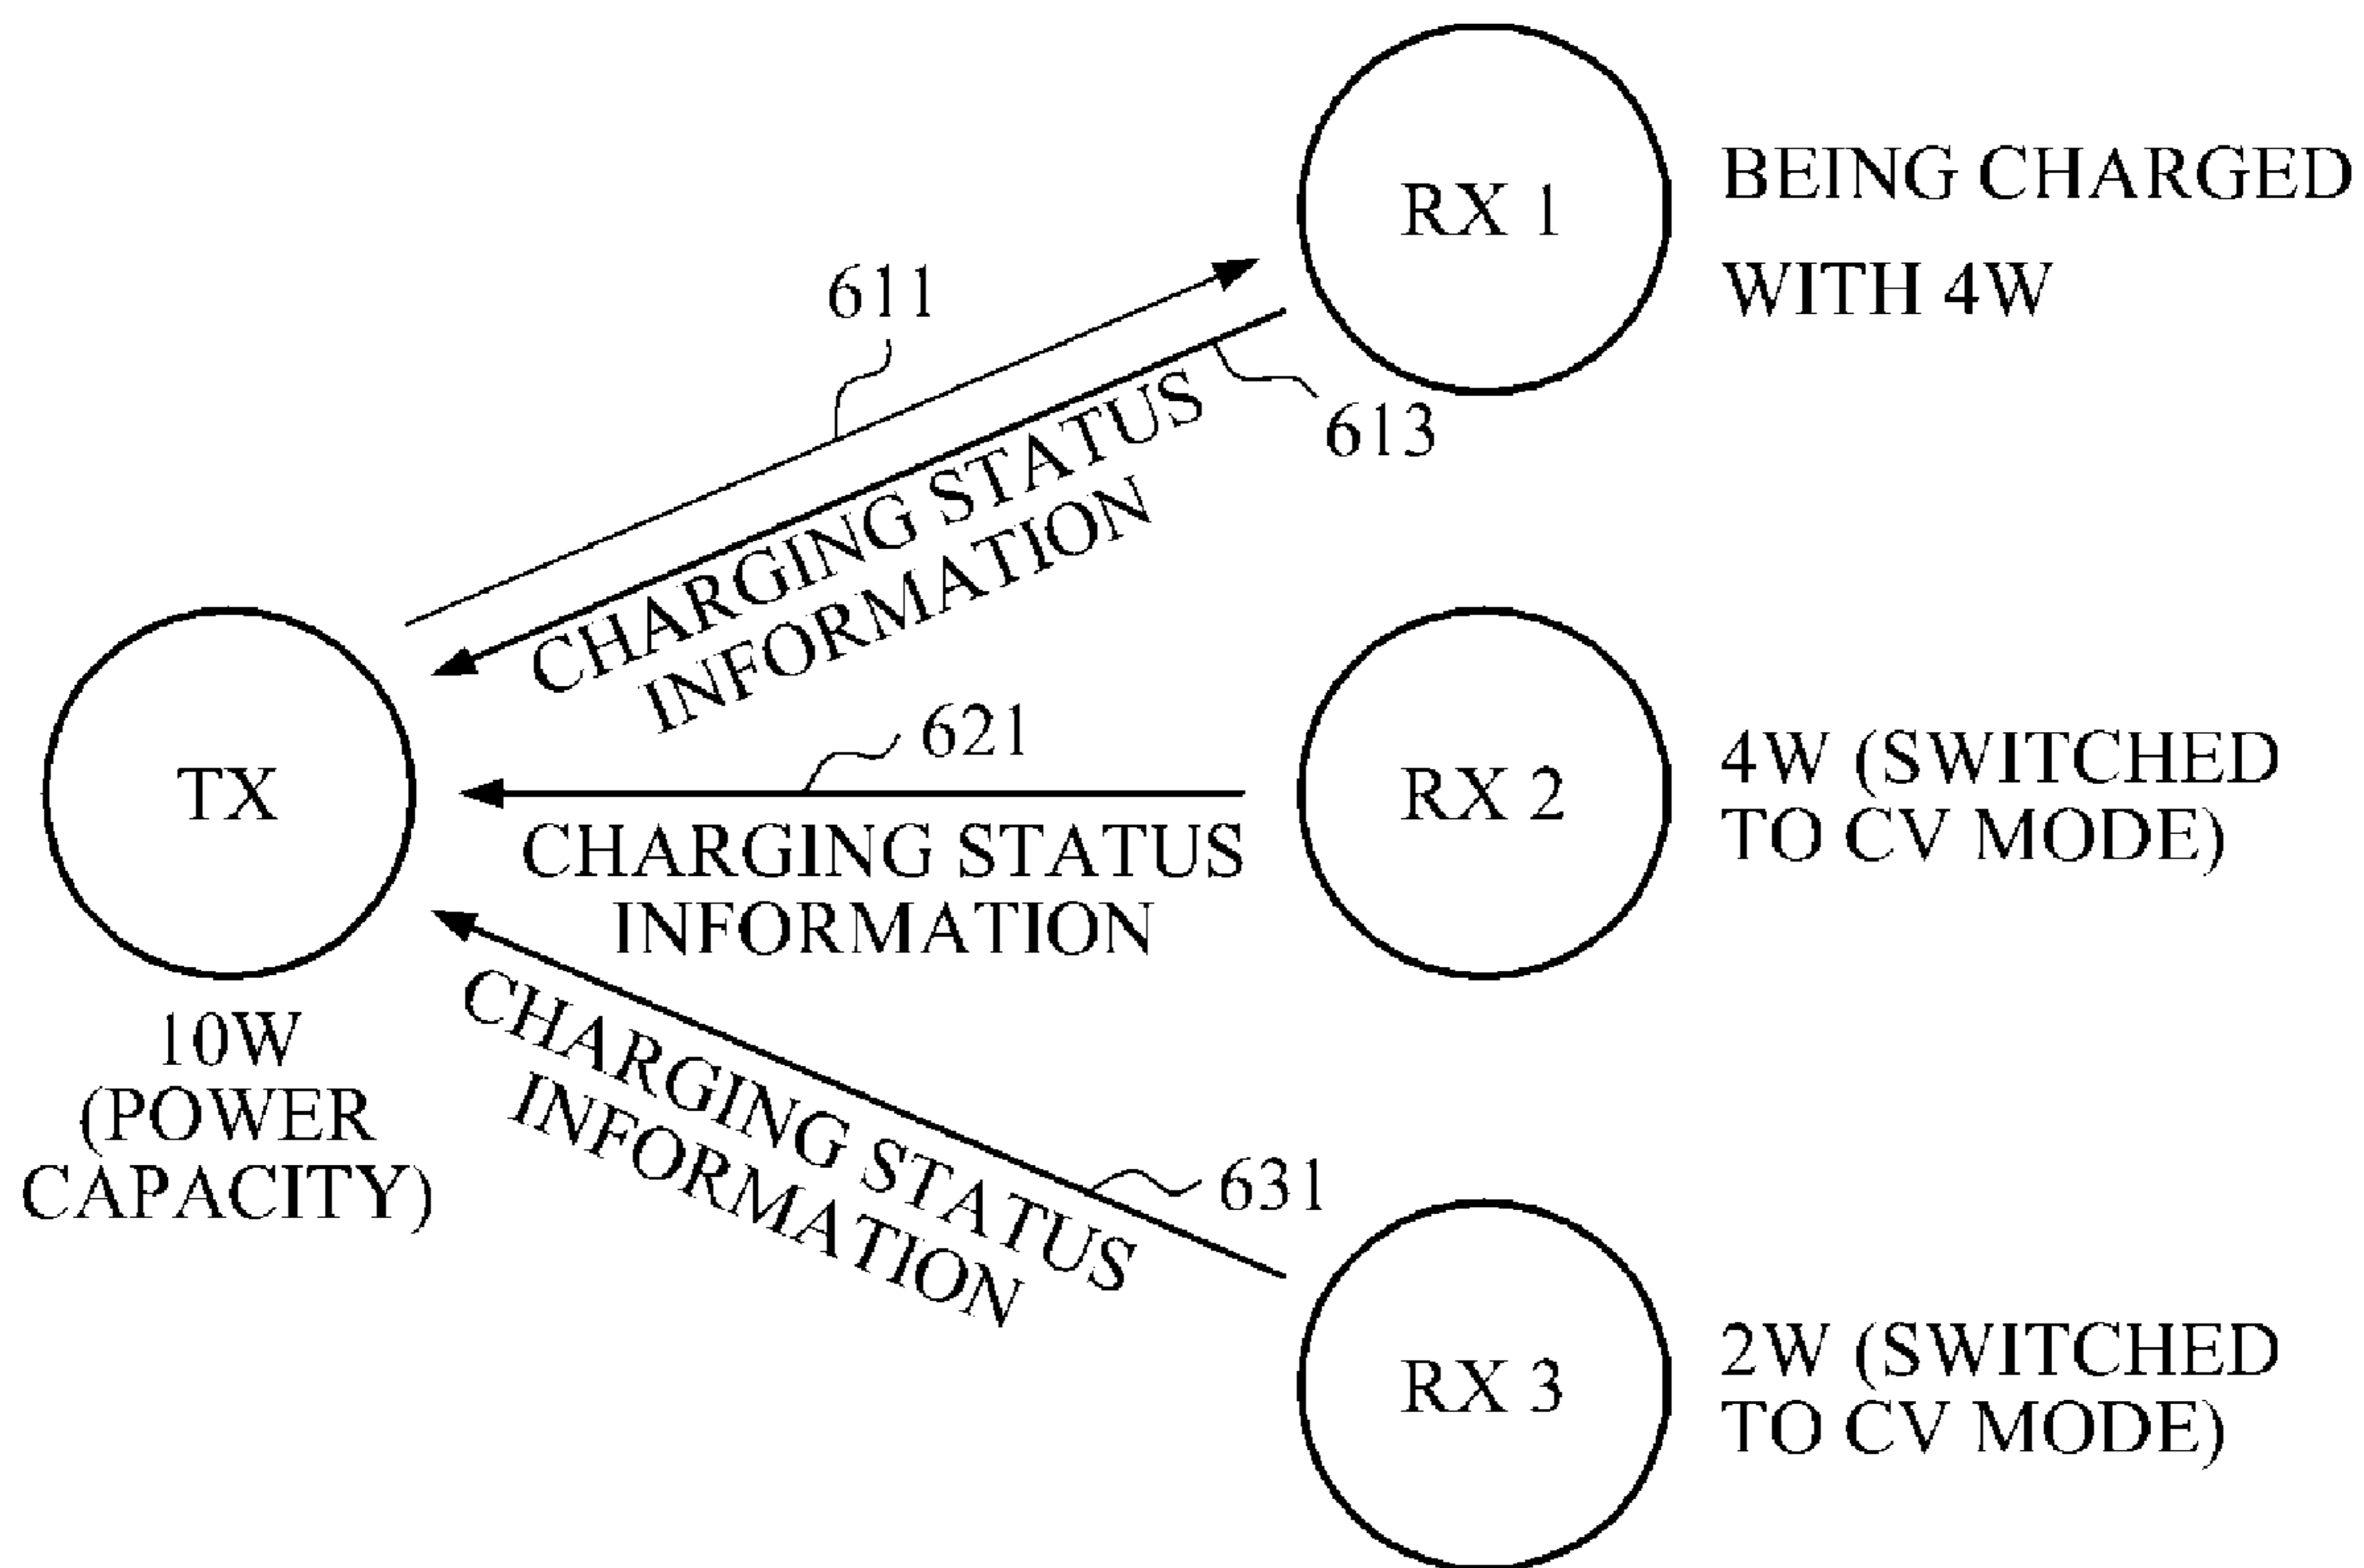 RX 1
BEING CHARGED
WITH 4W
611
613
CHARGING STATUS
INFORMATION
TX
10W
(POWER
CAPACITY)
621
CHARGING STATUS
INFORMATION
RX 2
4W (SWITCHED
TO CV MODE)
CHARGING STATUS
INFORMATION
631
RX 3
2W (SWITCHED
TO CV MODE)